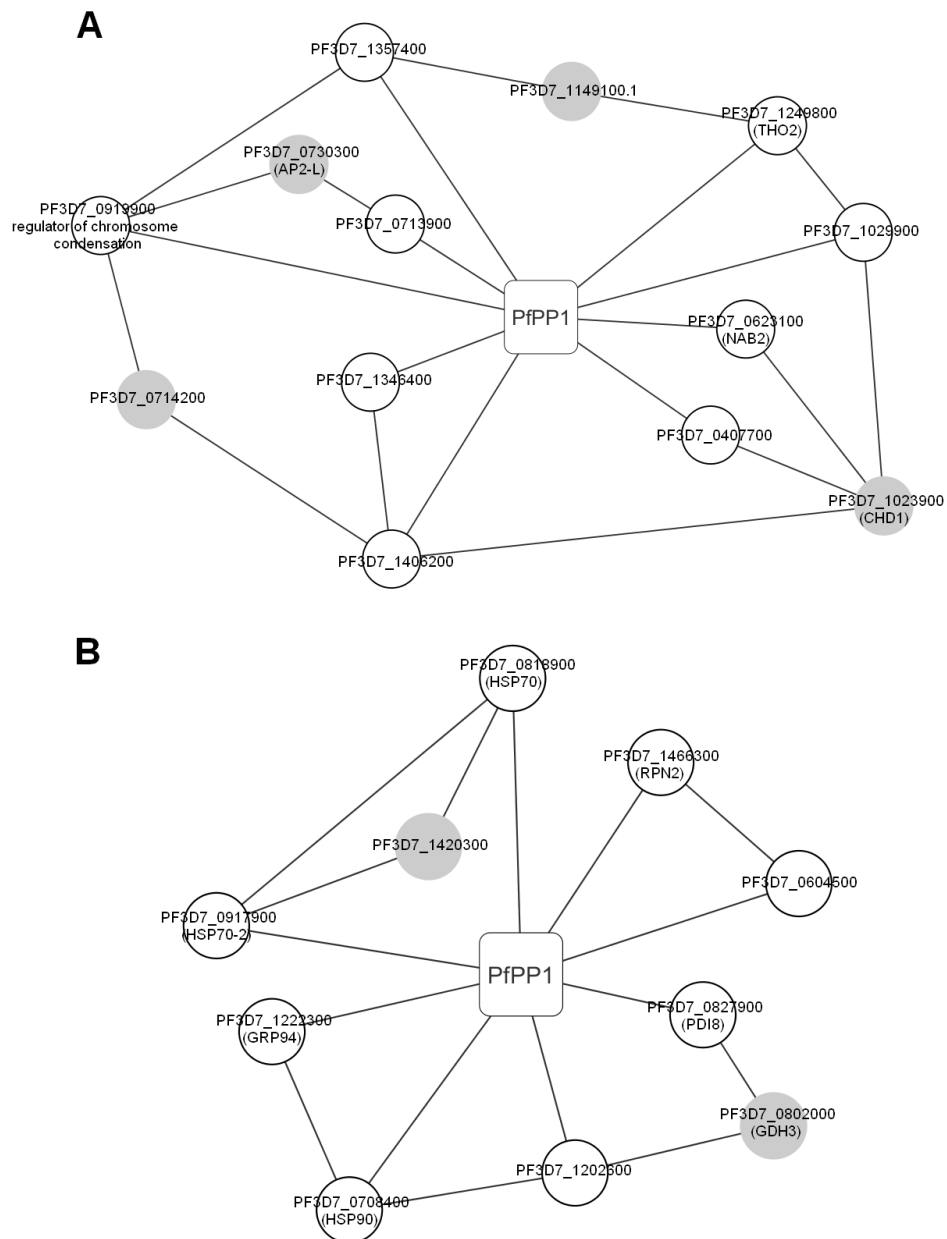 A
PF3D7_1357400
PF3D7_1149100.1
PF3D7_1249800
(THO2)
PF3D7_0730300
(AP2-L)
PF3D7_0919900
regulator of chromosome
condensation
PF3D7_0713900
PF3D7_1029900
PfPP1
PF3D7_0623100
(NAB2)
PF3D7_1346400
PF3D7_0714200
PF3D7_0407700
PF3D7_1023900
(CHD1)
PF3D7_1406200
B
PF3D7_0818900
(HSP70)
PF3D7_1466300
(RPN2)
PF3D7_1420300
PF3D7_0604500
PF3D7_0917900
(HSP70-2)
PfPP1
PF3D7_0827900
(PDI8)
PF3D7_1222300
(GRP94)
PF3D7_0802000
(GDH3)
PF3D7_1202600
PF3D7_0708400
(HSP90)